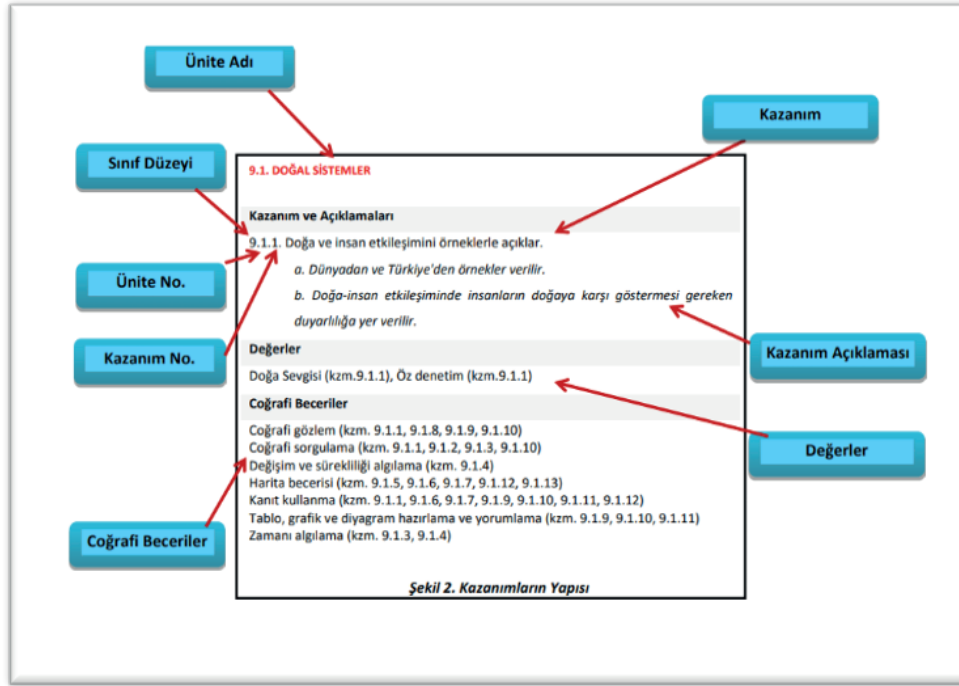 Ünite Adı
Kazanım
Sınıf Düzeyi
9.1. DOĞAL SİSTEMLER
Kazanım ve Açıklamaları
9.1.1. Doğa ve insan etkileşimini örneklerle açıklar.
a. Dünyadan ve Türkiye'den örnekler verilir.
Ünite No.
b. Doğa-insan etkileşiminde insanların doğaya karşı göstermesi gereken
duyarlılığa yer verilir.
Kazanım No.
Kazanım Açıklaması
Değerler
Doğa Sevgisi (kzm.9.1.1), Öz denetim (kzm.9.1.1)
Coğrafi Beceriler
Değerler
Coğrafi gözlem (kzm. 9.1.1, 9.1.8, 9.1.9, 9.1.10)
Coğrafi sorgulama (kzm. 9.1.1, 9.1.2, 9.1.3, 9.1.10)
Değişim ve sürekliliği algılama (kzm. 9.1.4)
Harita becerisi (kzm. 9.1.5, 9.1.6, 9.1.7, 9.1.12, 9.1.13)
Kanıt kullanma (kzm. 9.1.1, 9.1.6, 9.1.7, 9.1.9, 9.1.10, 9.1.11, 9.1.12)
Tablo, grafik ve diyagram hazırlama ve yorumlama (kzm. 9.1.9, 9.1.10, 9.1.11)
Zamanı algılama (kzm. 9.1.3, 9.1.4)
Coğrafi Beceriler
Şekil 2. Kazanımların Yapısı